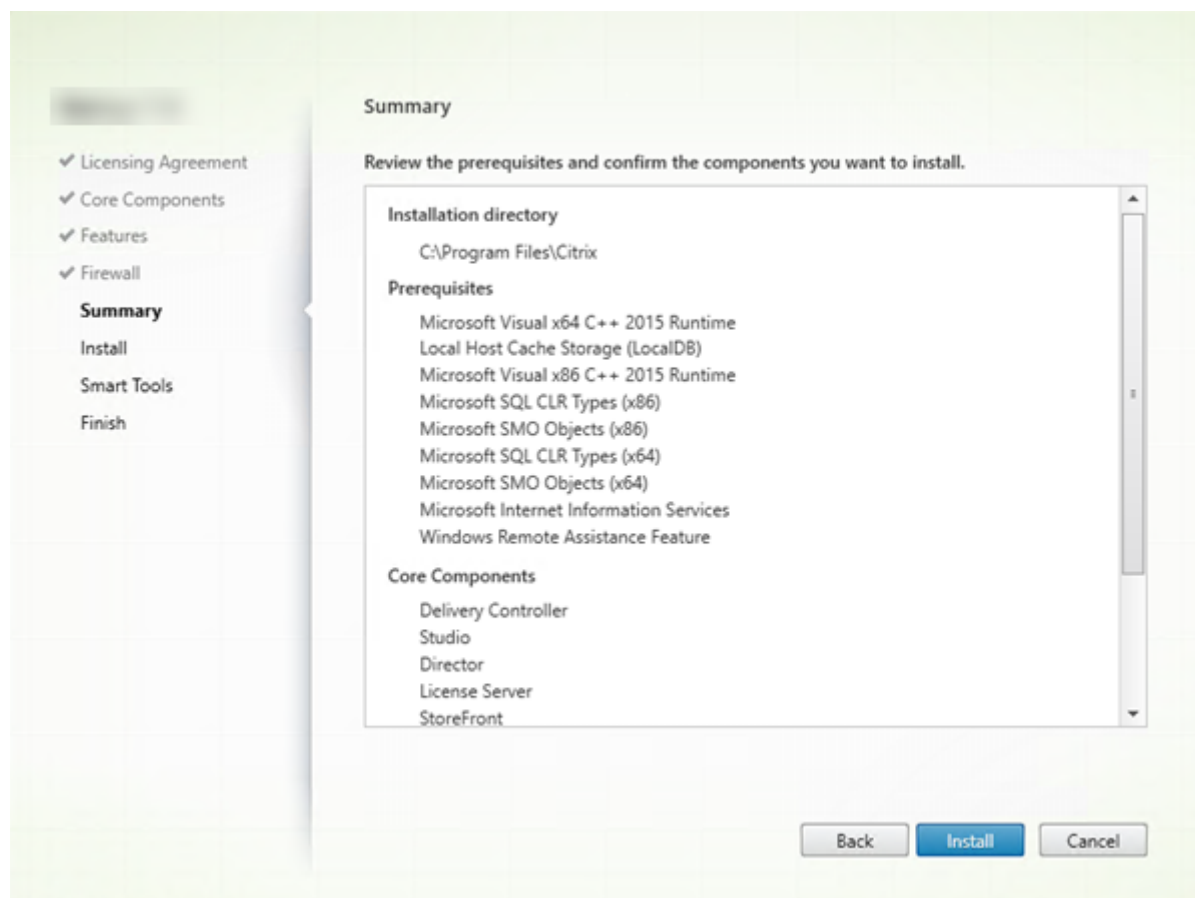 Licensing Agreement
Core Components
Features
Firewall
Summary
Install
Smart Tools
Finish
Summary
Review the prerequisites and confirm the components you want to install.
Installation directory
C:\Program Files\Citrix
Prerequisites
Microsoft Visual x64 C++ 2015 Runtime
Local Host Cache Storage (LocalDB)
Microsoft Visual x86 C++ 2015 Runtime
Microsoft SQL CLR Types (x86)
Microsoft SMO Objects (x86)
Microsoft SQL CLR Types (x64)
Microsoft SMO Objects (x64)
Microsoft Internet Information Services
Windows Remote Assistance Feature
Core Components
Delivery Controller
Studio
Director
License Server
StoreFront
Back Install Cancel